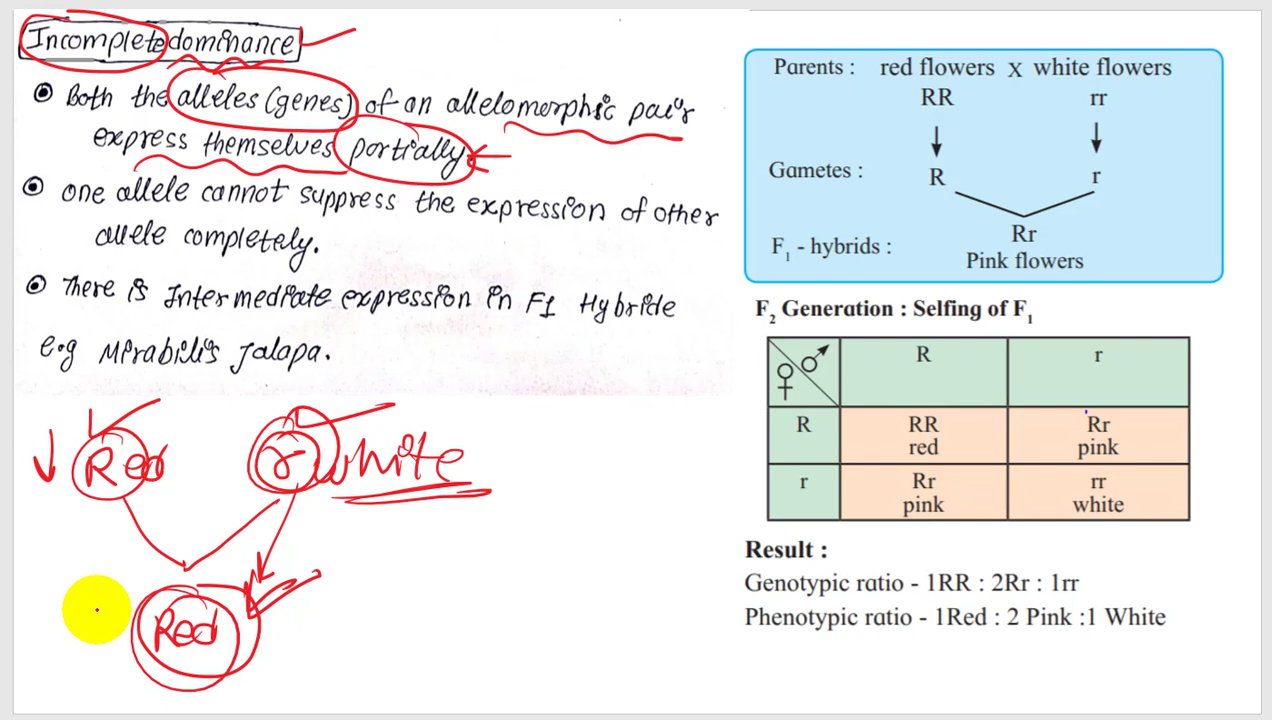 Incomplete dominance
Both the alleles (genes) of an allelomorphic pair
express themselves partially
one allele cannot suppress the expression of other
allele completely.
There is Intermediate expression in F1 Hybride
e.g Mirabilis Jalapa.
Red
r white
Red
Parents : red flowers X white flowers
RR rr
Gametes : R r
Rr
F1 - hybrids :
Pink flowers
F2 Generation : Selfing of F1
♀ ♂ R r
R RR Rr
red pink
r Rr rr
pink white
Result :
Genotypic ratio - 1RR : 2Rr : 1rr
Phenotypic ratio - 1Red : 2 Pink :1 White